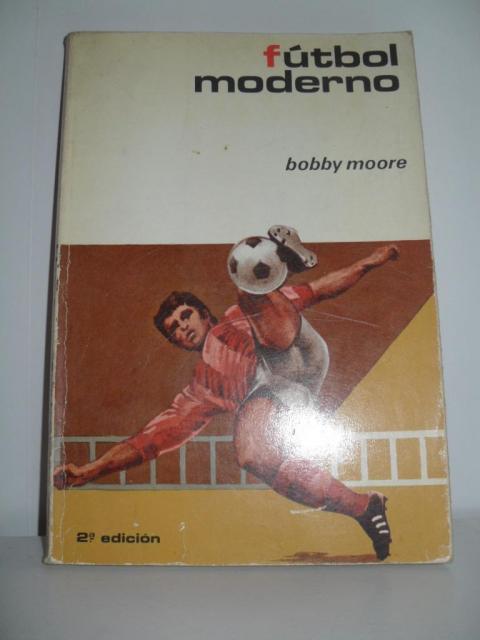 fútbol
moderno
bobby moore
2ª edición